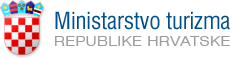 Ministarstvo turizma
REPUBLIKE HRVATSKE